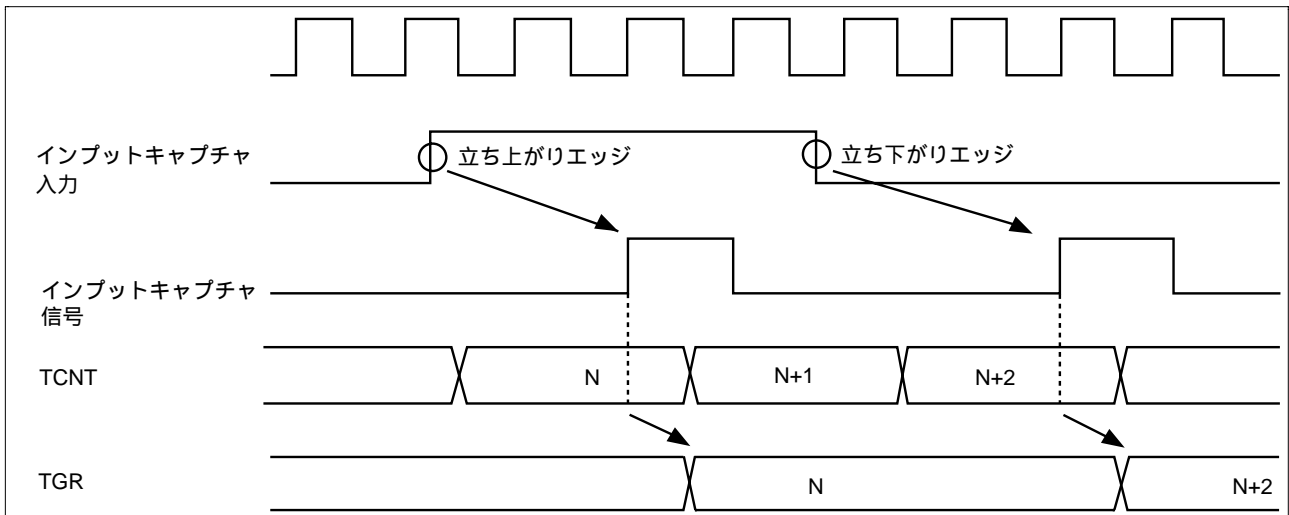 インプットキャプチャ
入力
立ち上がりエッジ
立ち下がりエッジ
インプットキャプチャ
信号
TCNT
N
N+1
N+2
TGR
N
N+2